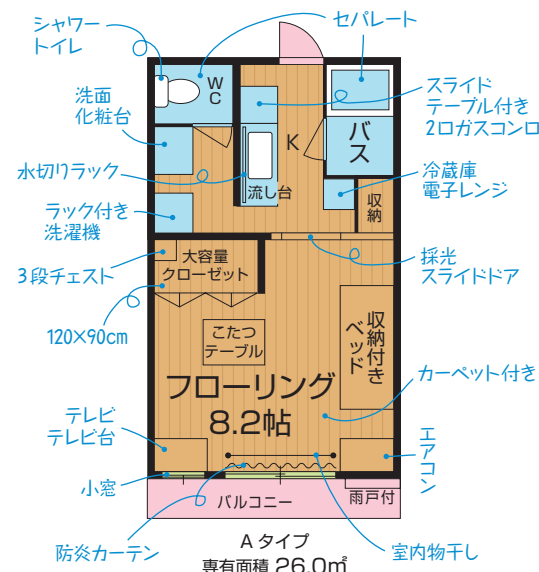 シャワー
トイレ
セパレート
WC
洗面
化粧台
スライド
テーブル付き
2口ガスコンロ
K
バス
水切りラック
流し台
冷蔵庫
電子レンジ
収納
ラック付き
洗濯機
採光
スライドドア
大容量
クローゼット
3段チェスト
120×90cm
こたつ
テーブル
収納付き
ベッド
フローリング
8.2帖
カーペット付き
テレビ
テレビ台
エアコン
小窓
バルコニー
雨戸付
防炎カーテン
室内物干し
Aタイプ
専有面積 26.0㎡